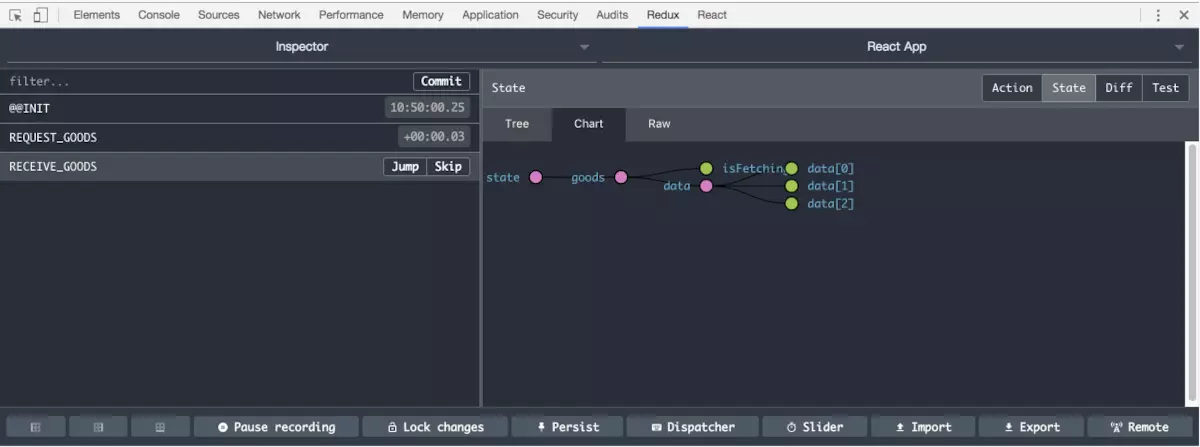 Elements Console Sources Network Performance Memory Application Security Audits Redux React
Inspector React App
filter... Commit
State Action State Diff Test
@@INIT 10:50:00.25
Tree Chart Raw
REQUEST_GOODS +00:00.03
RECEIVE_GOODS Jump Skip
isFetchin data[0]
state goods
data data[1]
data[2]
Pause recording Lock changes Persist Dispatcher Slider Import Export Remote